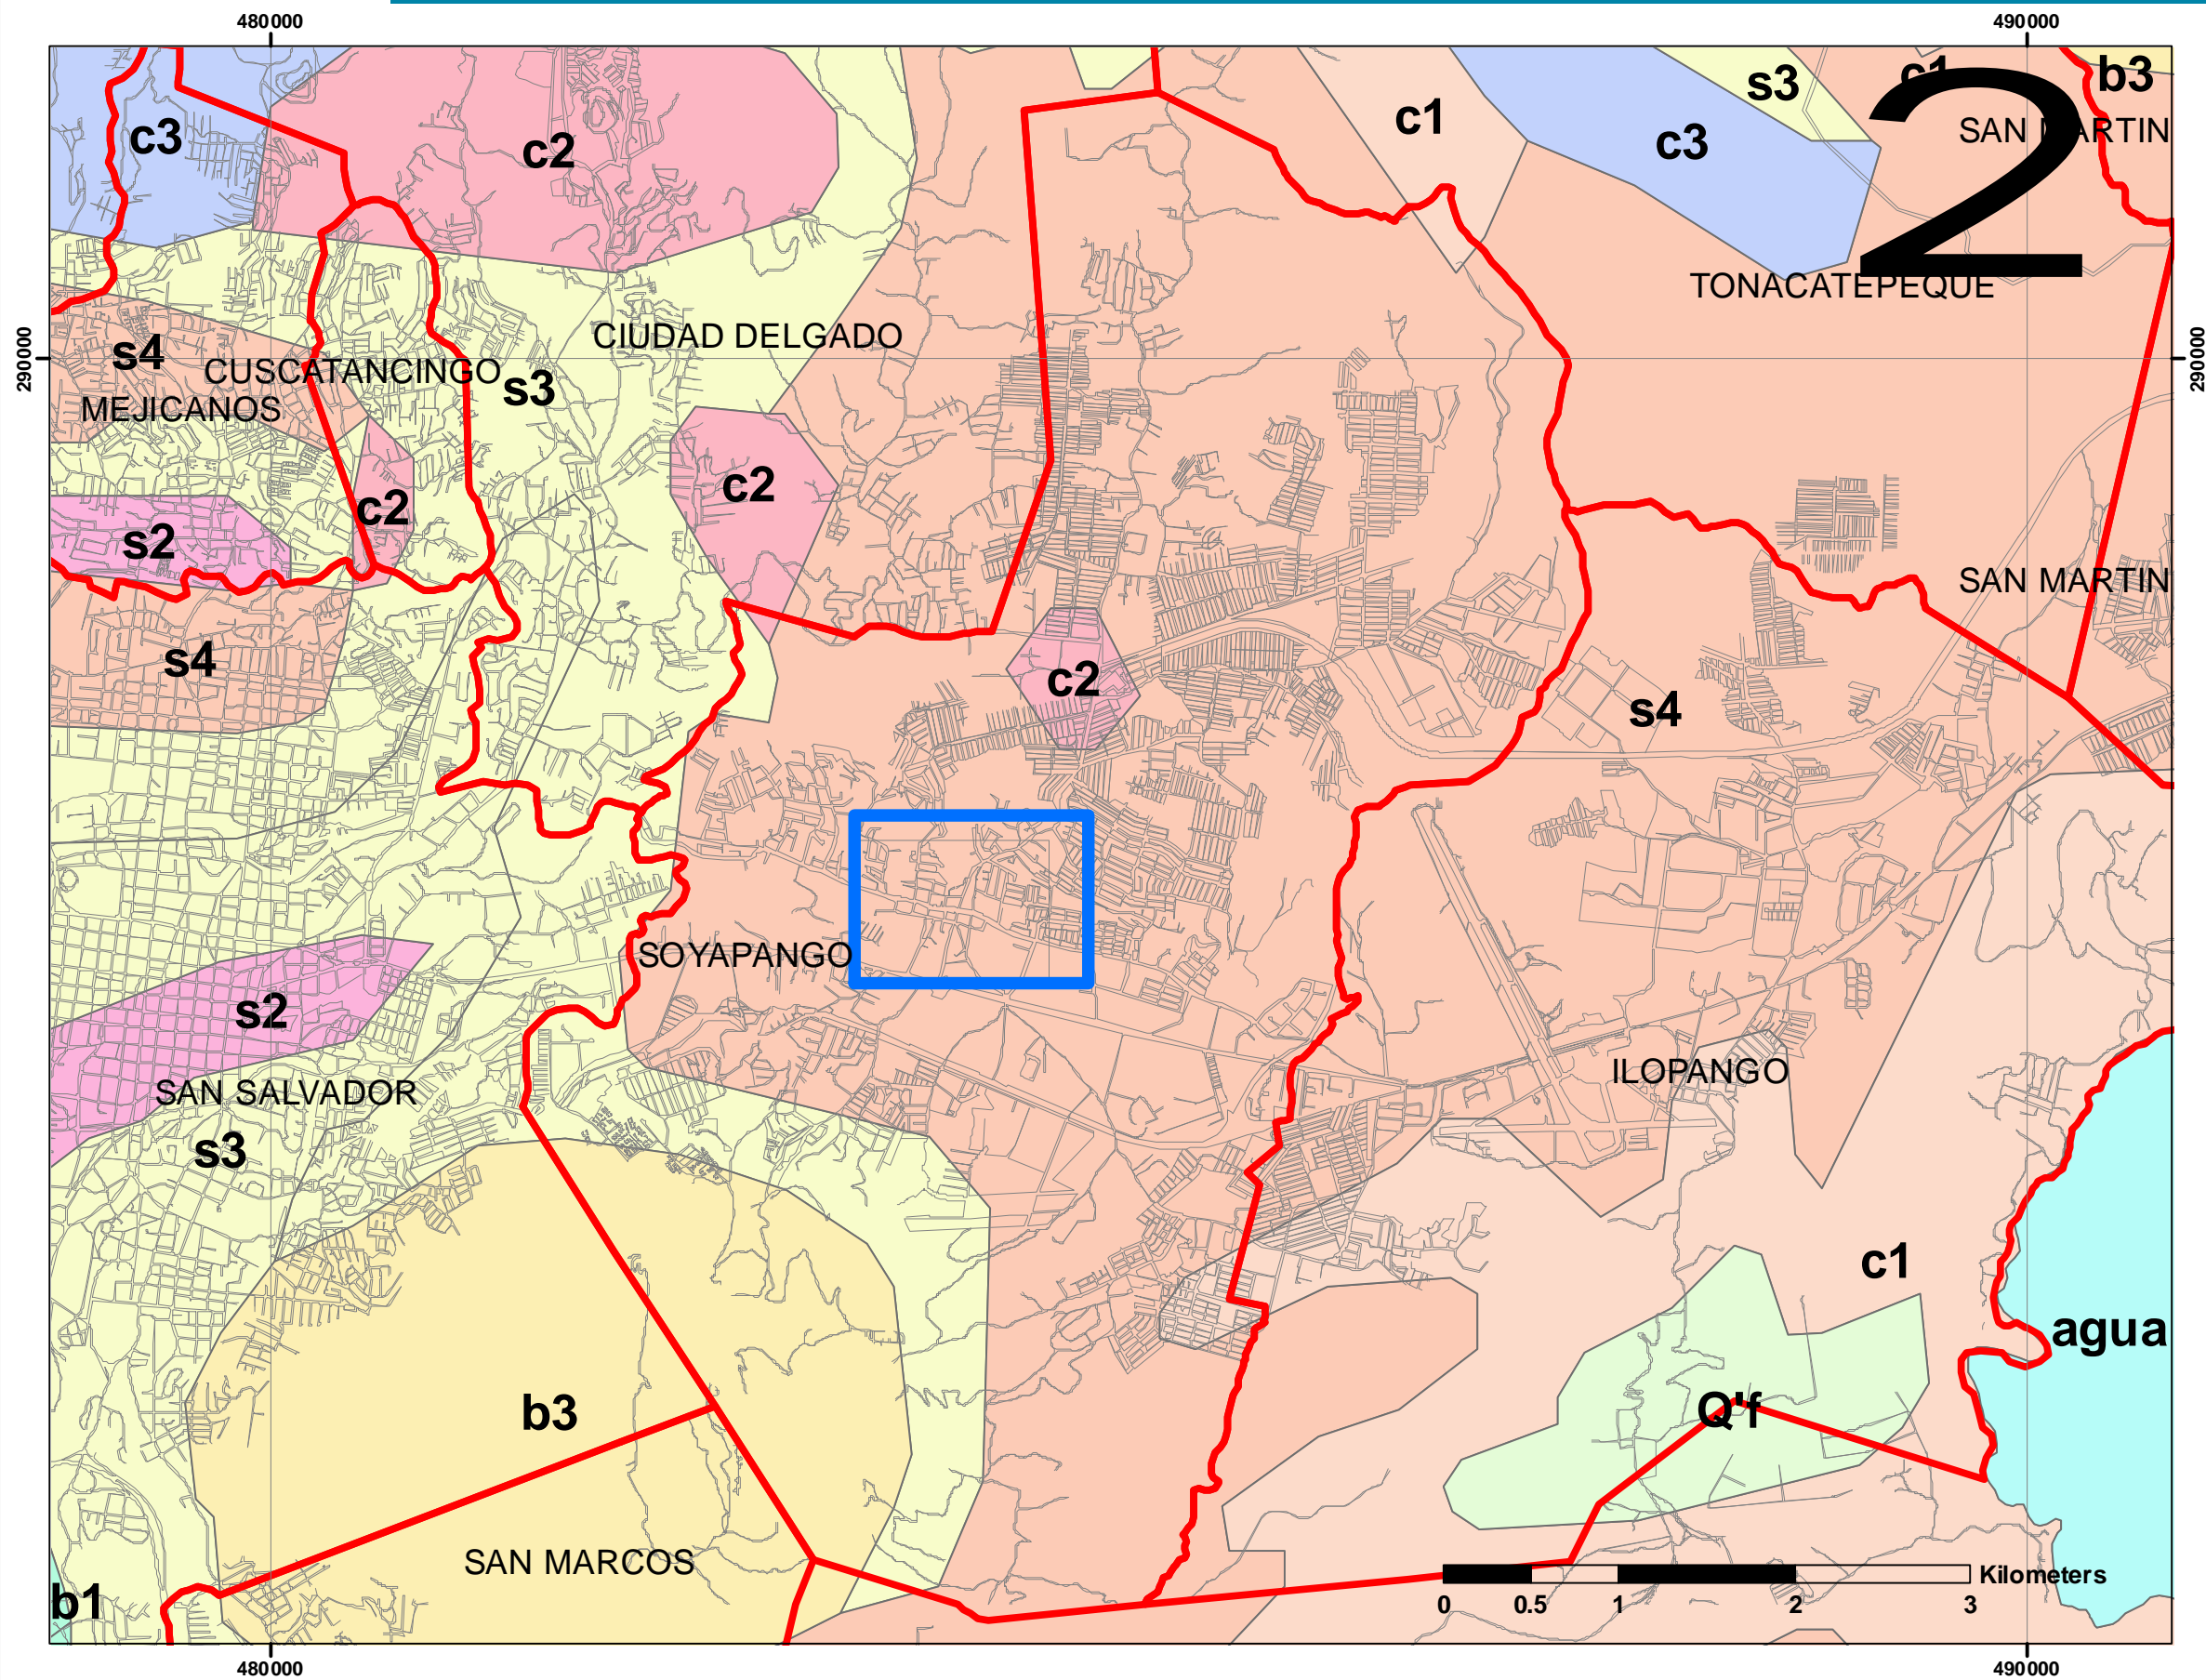 480000 490000
c3
c2
c1
c3
s3
c1
b3
2
SAN MARTIN
TONACATEPEQUE
290000
290000
CIUDAD DELGADO
s4
CUSCATANCINGO
s3
MEJICANOS
c2
c2
s2
SAN MARTIN
s4
c2
s4
SOYAPANGO
s2
ILOPANGO
SAN SALVADOR
s3
c1
agua
b3
Q'f
SAN MARCOS
b1
Kilometers
0 0.5 1 2 3
480000 490000